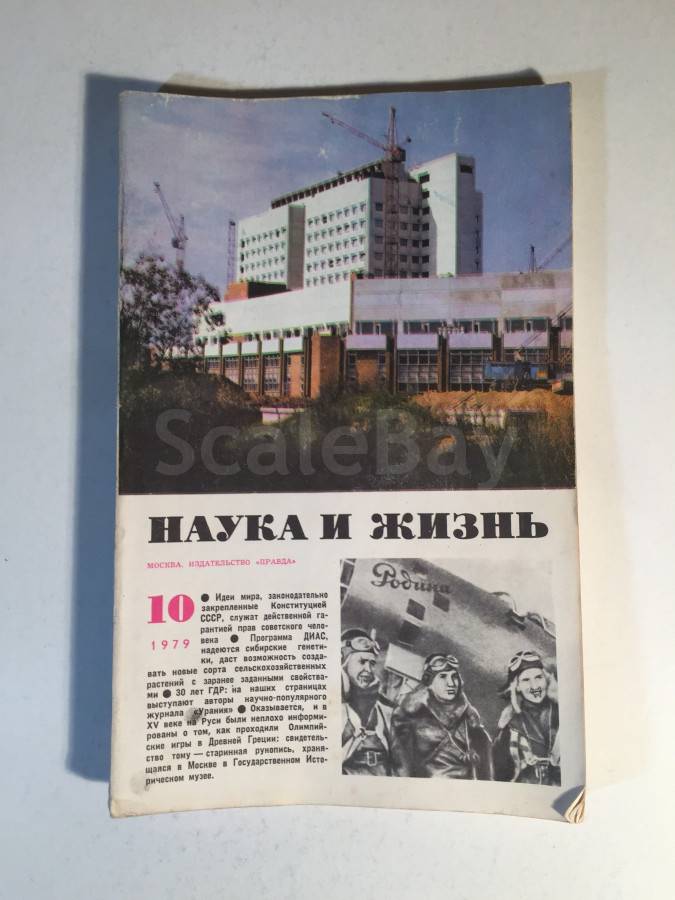 ScaleBay
НАУКА И ЖИЗНЬ
МОСКВА. ИЗДАТЕЛЬСТВО «ПРАВДА»
10
1979
● Идеи мира, законодательно
закрепленные Конституцией
СССР, служат действенной га-
рантией прав советского чело-
века ● Программа ДИАС,
надеются сибирские генети-
ки, даст возможность созда-
вать новые сорта сельскохозяйственных
растений с заранее заданными свойства-
ми ● 30 лет ГДР: на наших страницах
выступают авторы научно-популярного
журнала «Урания» ● Оказывается, и в
XV веке на Руси были неплохо информи-
рованы о том, как проходили Олимпий-
ские игры в Древней Греции: свидетель-
ство тому — старинная рукопись, храня-
щаяся в Москве в Государственном Исто-
рическом музее.
Родина